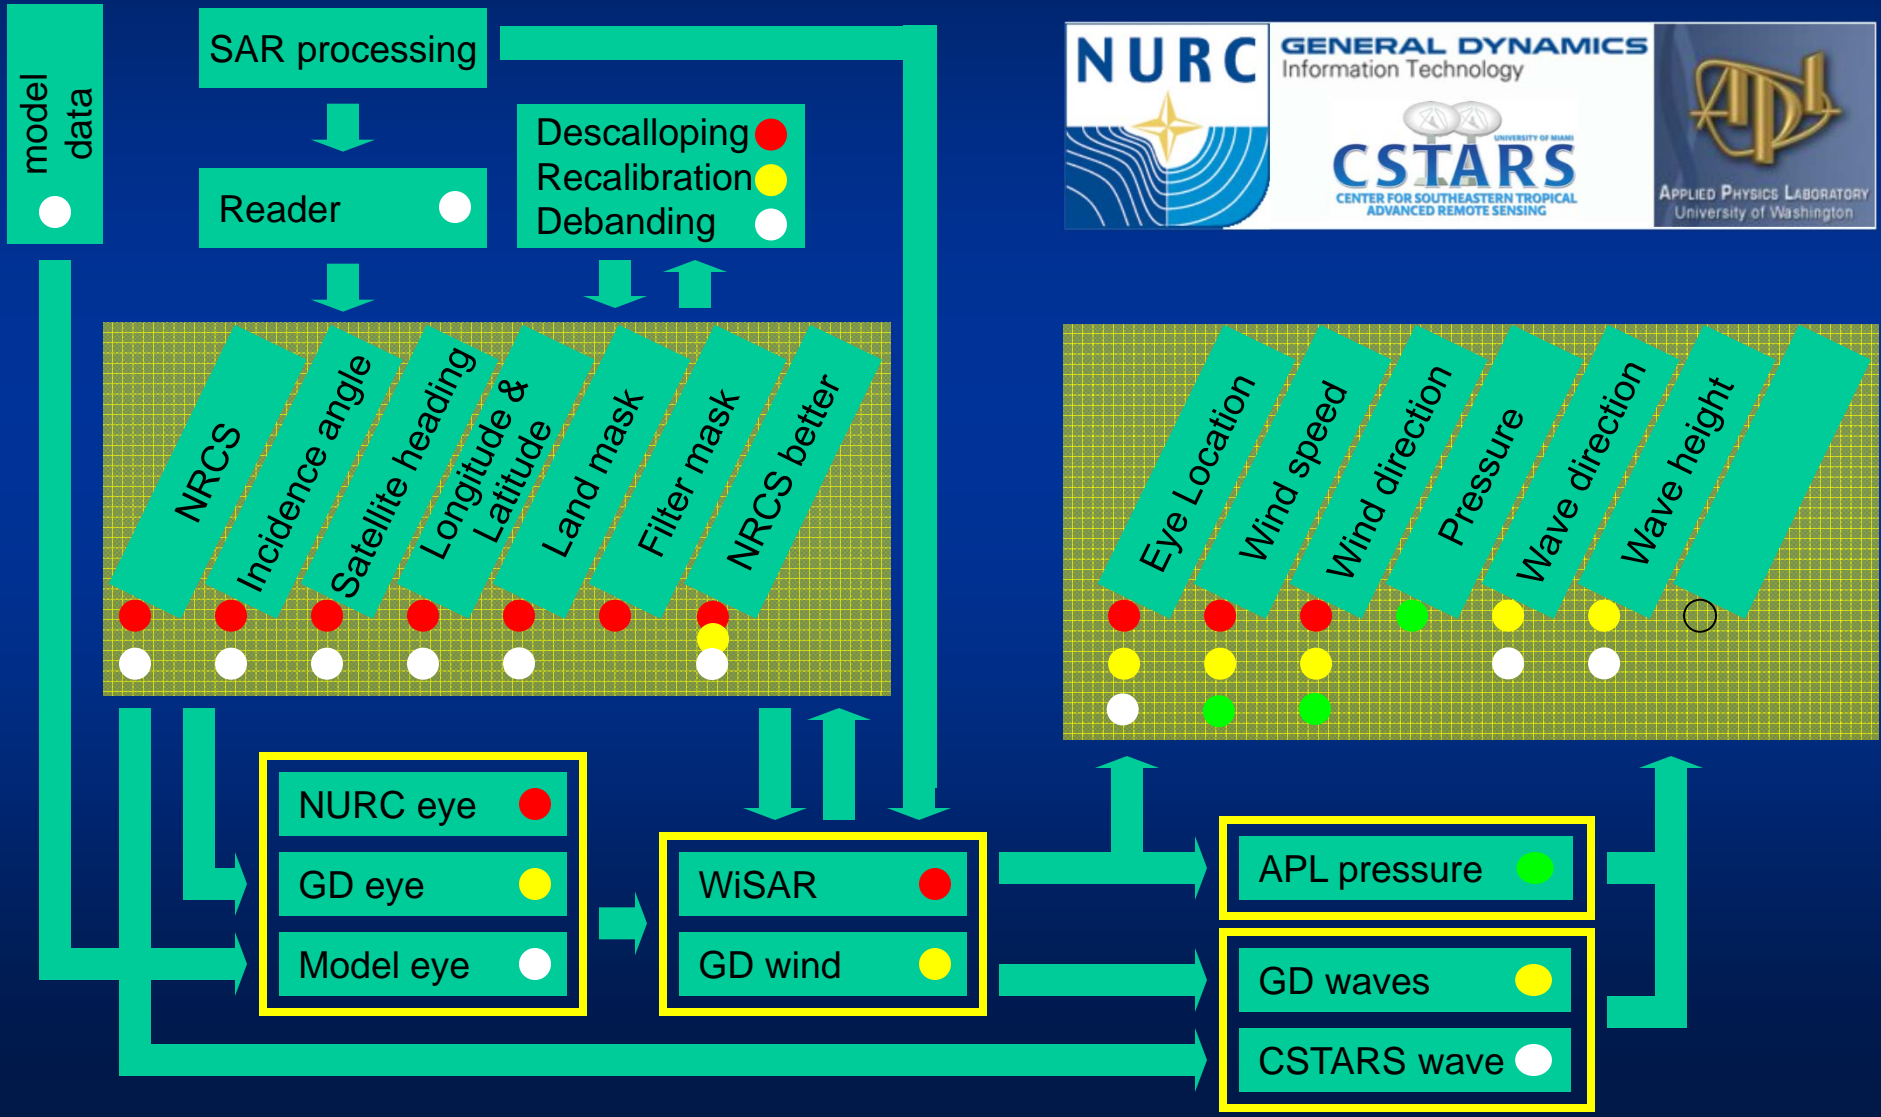 model
data
SAR processing
Reader
Descalloping
Recalibration
Debanding
NURC
GENERAL DYNAMICS
Information Technology
UNIVERSITY OF MIAMI
CSTARS
CENTER FOR SOUTHEASTERN TROPICAL
ADVANCED REMOTE SENSING
APL
APPLIED PHYSICS LABORATORY
University of Washington
NRCS
Incidence angle
Satellite heading
Longitude &
Latitude
Land mask
Filter mask
NRCS better
Eye Location
Wind speed
Wind direction
Pressure
Wave direction
Wave height
NURC eye
GD eye
Model eye
WiSAR
GD wind
APL pressure
GD waves
CSTARS wave